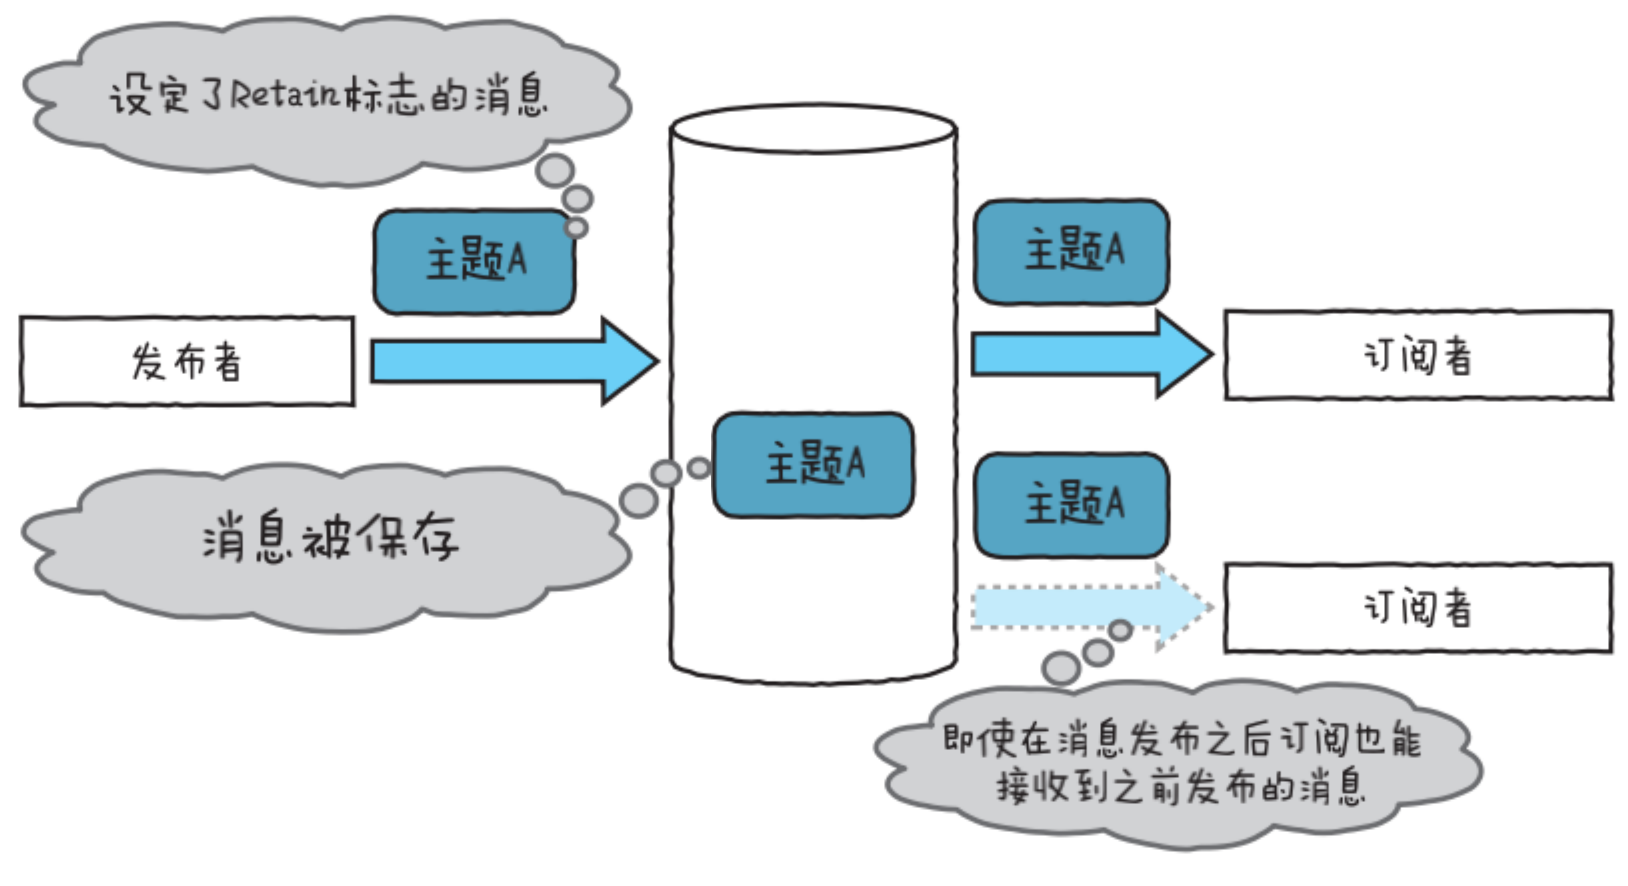 设定了Retain标志的消息
主题A
主题A
发布者
订阅者
主题A
主题A
消息被保存
订阅者
即使在消息发布之后订阅也能
接收到之前发布的消息